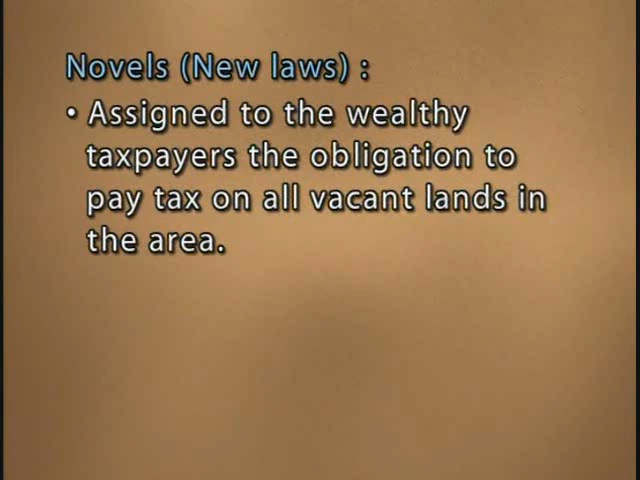 Novels (New laws) :
• Assigned to the wealthy
taxpayers the obligation to
pay tax on all vacant lands in
the area.